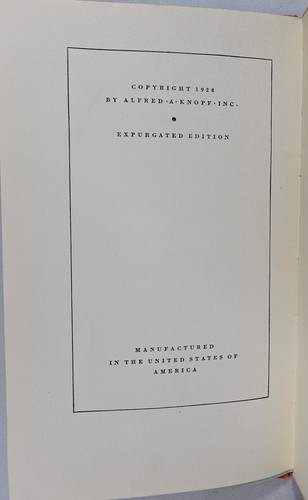 COPYRIGHT 1928
BY ALFRED·A·KNOPF·INC.
EXPURGATED EDITION
MANUFACTURED
IN THE UNITED STATES OF
AMERICA